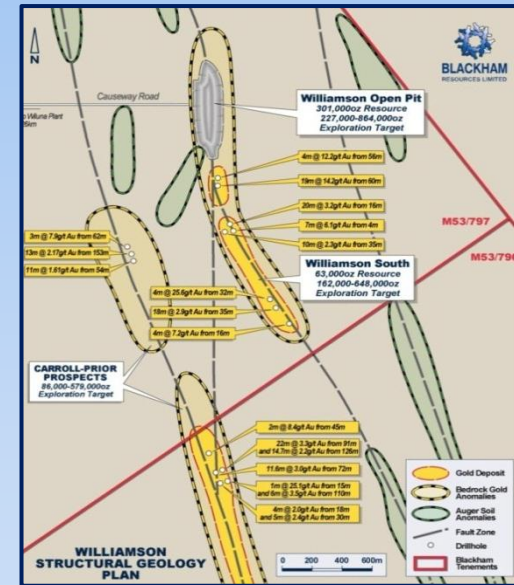 N
BLACKHAM
RESOURCES LIMITED
Causeway Road
Williamson Open Pit
301,000oz Resource
227,000-864,000oz
Exploration Target
4m @ 12.2g/t Au from 56m
19m @ 14.2g/t Au from 60m
20m @ 3.2g/t Au from 16m
7m @ 6.1g/t Au from 4m
10m @ 2.3g/t Au from 35m
M53/797
M53/796
3m @ 7.9g/t Au from 62m
13m @ 2.17g/t Au from 153m
11m @ 1.61g/t Au from 54m
Williamson South
63,000oz Resource
162,000-648,000oz
Exploration Target
4m @ 25.6g/t Au from 32m
18m @ 2.9g/t Au from 35m
4m @ 7.2g/t Au from 16m
CARROLL-PRIOR
PROSPECTS
86,000-579,000oz
Exploration Target
2m @ 8.4g/t Au from 45m
22m @ 3.3g/t Au from 91m
and 14.7m @ 2.2g/t Au from 126m
11.6m @ 3.0g/t Au from 72m
1m @ 25.1g/t Au from 15m
and 6m @ 3.5g/t Au from 110m
4m @ 2.0g/t Au from 18m
and 5m @ 2.4g/t Au from 30m
Gold Deposit
Bedrock Gold
Anomalies
Auger Soil
Anomalies
Fault Zone
Drillhole
Blackham
Tenements
WILLIAMSON
STRUCTURAL GEOLOGY
PLAN
0 200 400 600m